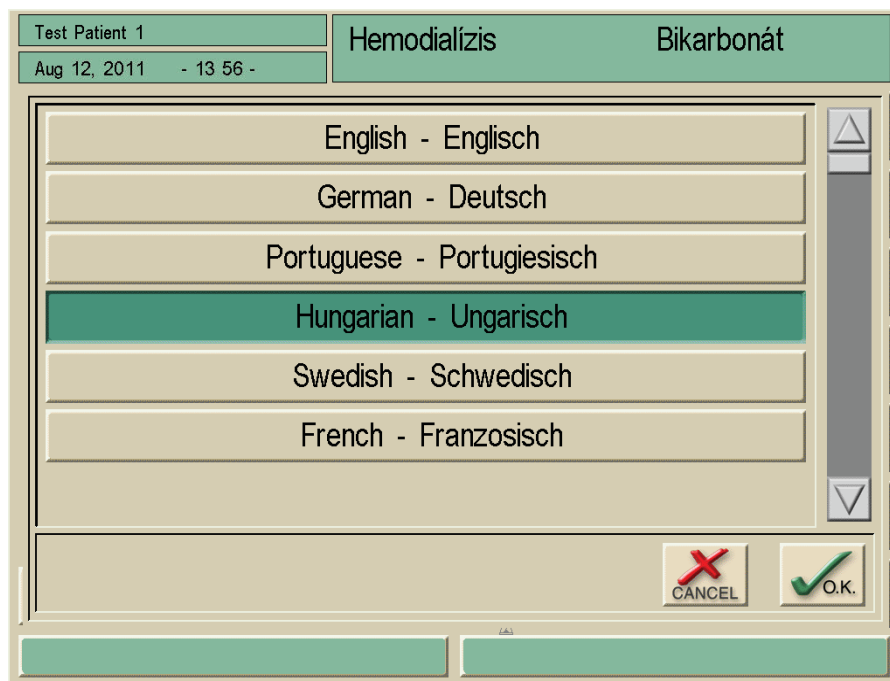 Test Patient 1
Hemodialízis Bikarbonát
Aug 12, 2011 - 13 56 -
English - Englisch
German - Deutsch
Portuguese - Portugiesisch
Hungarian - Ungarisch
Swedish - Schwedisch
French - Franzosisch
CANCEL
O.K.